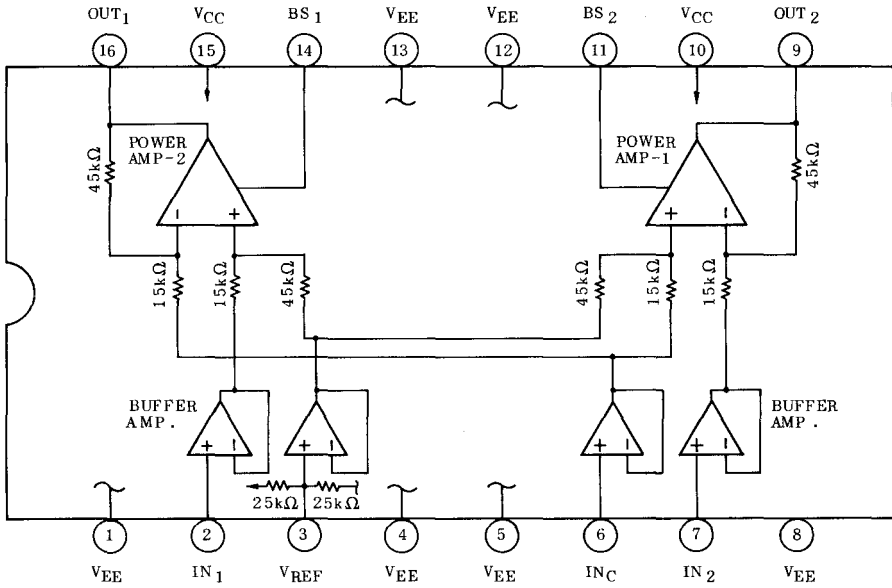 OUT1 VCC BS1 VEE VEE BS2 VCC OUT2
16 15 14 13 12 11 10 9
POWER AMP-2
POWER AMP-1
45kΩ
45kΩ
− +
+ −
15kΩ 15kΩ 45kΩ
45kΩ 15kΩ 15kΩ
BUFFER AMP.
BUFFER AMP.
+ − + − + − + −
25kΩ 25kΩ
1 2 3 4 5 6 7 8
VEE IN1 VREF VEE VEE INC IN2 VEE